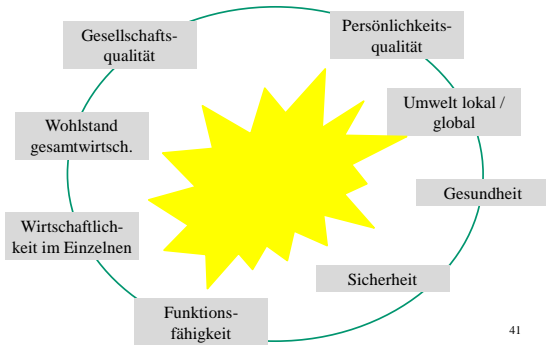 Gesellschafts-
qualität
Persönlichkeits-
qualität
Umwelt lokal /
global
Wohlstand
gesamtwirtsch.
Gesundheit
Wirtschaftlich-
keit im Einzelnen
Sicherheit
Funktions-
fähigkeit
41